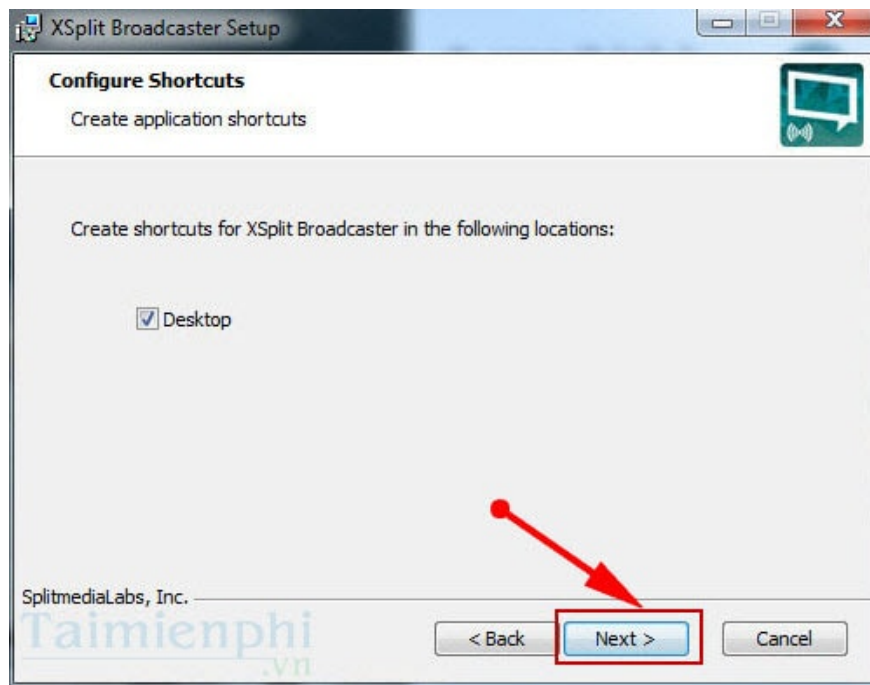 XSplit Broadcaster Setup
Configure Shortcuts
Create application shortcuts
Create shortcuts for XSplit Broadcaster in the following locations:
Desktop
SplitmediaLabs, Inc.
Taimienphi
.vn
< Back
Next >
Cancel